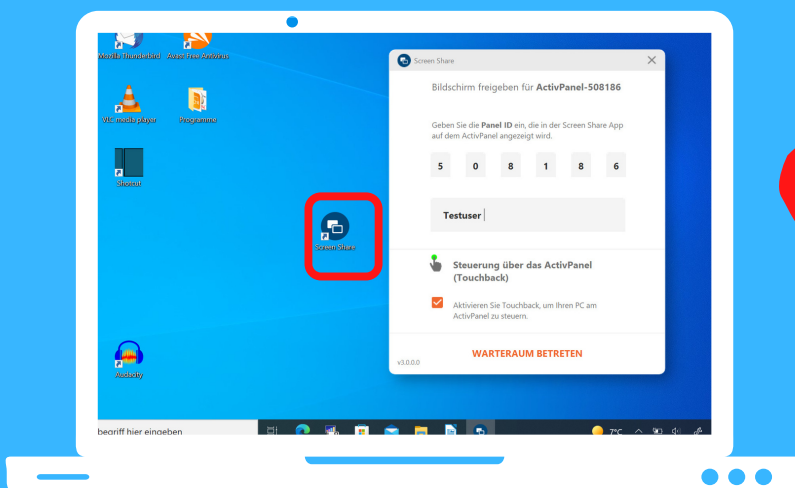 Mozilla Thunderbird
Avast Free Antivirus
VLC media player
Programme
Shotcut
Screen Share
Audacity
Screen Share
Bildschirm freigeben für ActivPanel-508186
Geben Sie die Panel ID ein, die in der Screen Share App
auf dem ActivPanel angezeigt wird.
5 0 8 1 8 6
Testuser
Steuerung über das ActivPanel
(Touchback)
Aktivieren Sie Touchback, um Ihren PC am
ActivPanel zu steuern.
WARTERAUM BETRETEN
v3.0.0.0
begriff hier eingeben
7°C